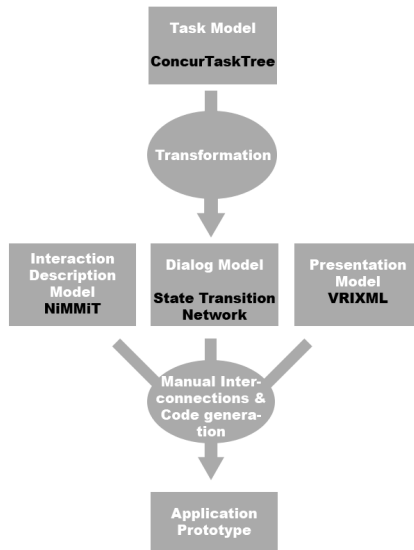 Task Model
ConcurTaskTree
Transformation
Interaction
Description
Model
NiMMiT
Dialog Model
State Transition
Network
Presentation
Model
VRIXML
Manual Inter-
connections &
Code genera-
tion
Application
Prototype